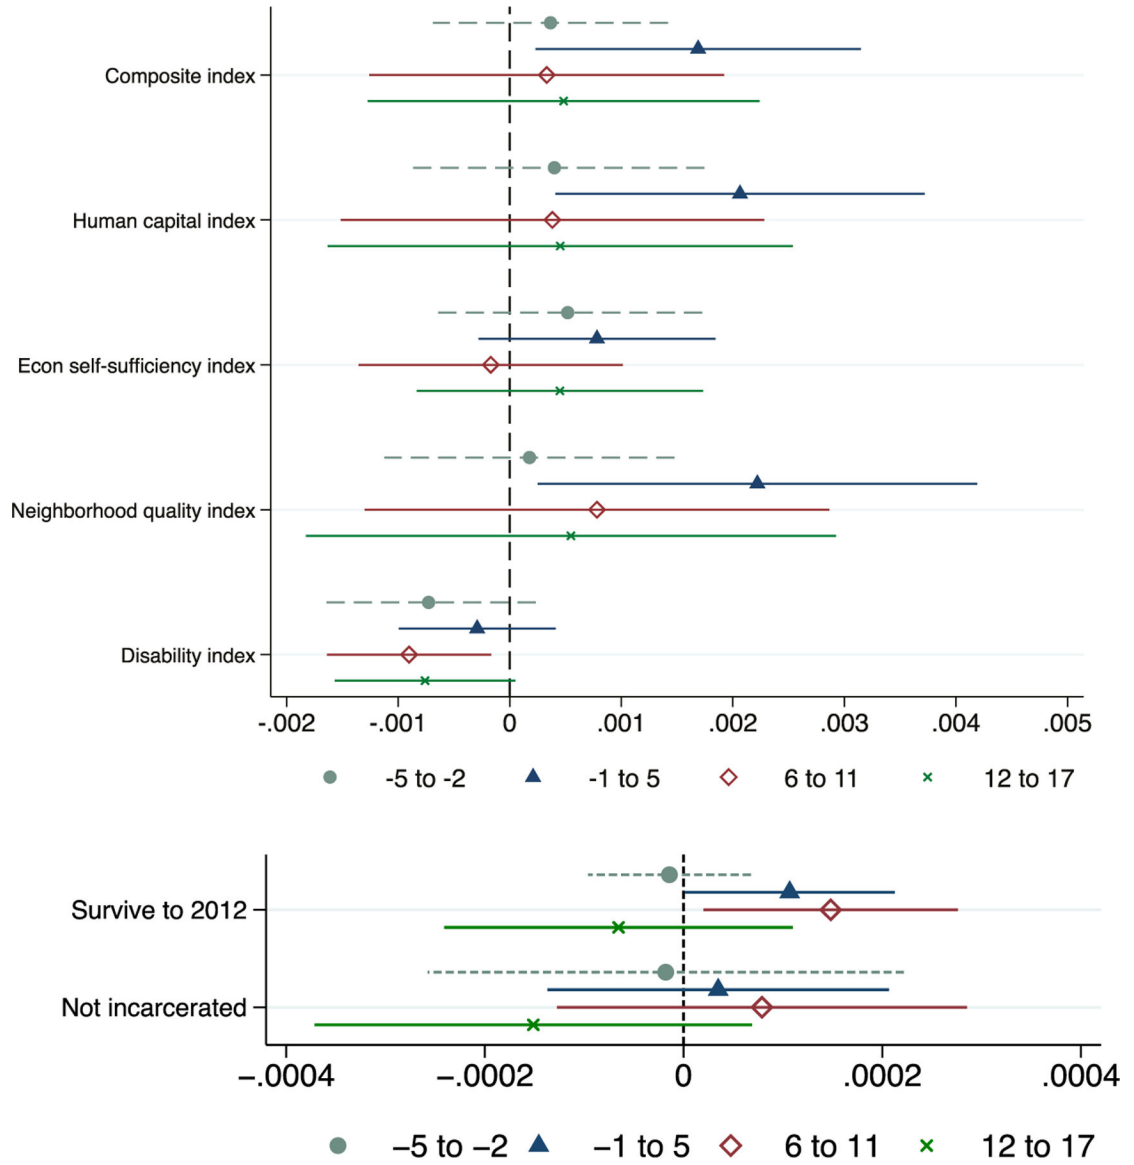 Composite index
Human capital index
Econ self-sufficiency index
Neighborhood quality index
Disability index
-.002 -.001 0 .001 .002 .003 .004 .005
-5 to -2 -1 to 5 6 to 11 12 to 17
Survive to 2012
Not incarcerated
−.0004 −.0002 0 .0002 .0004
−5 to −2 −1 to 5 6 to 11 12 to 17